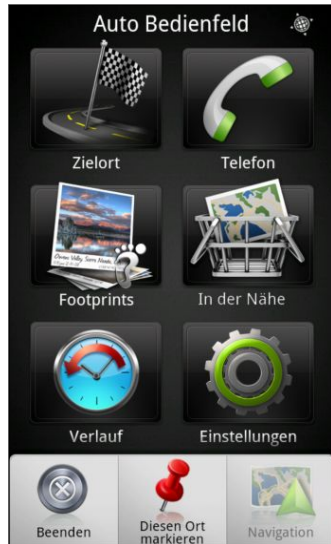 Auto Bedienfeld
Zielort
Telefon
Footprints
In der Nähe
Verlauf
Einstellungen
Beenden
Diesen Ort
markieren
Navigation